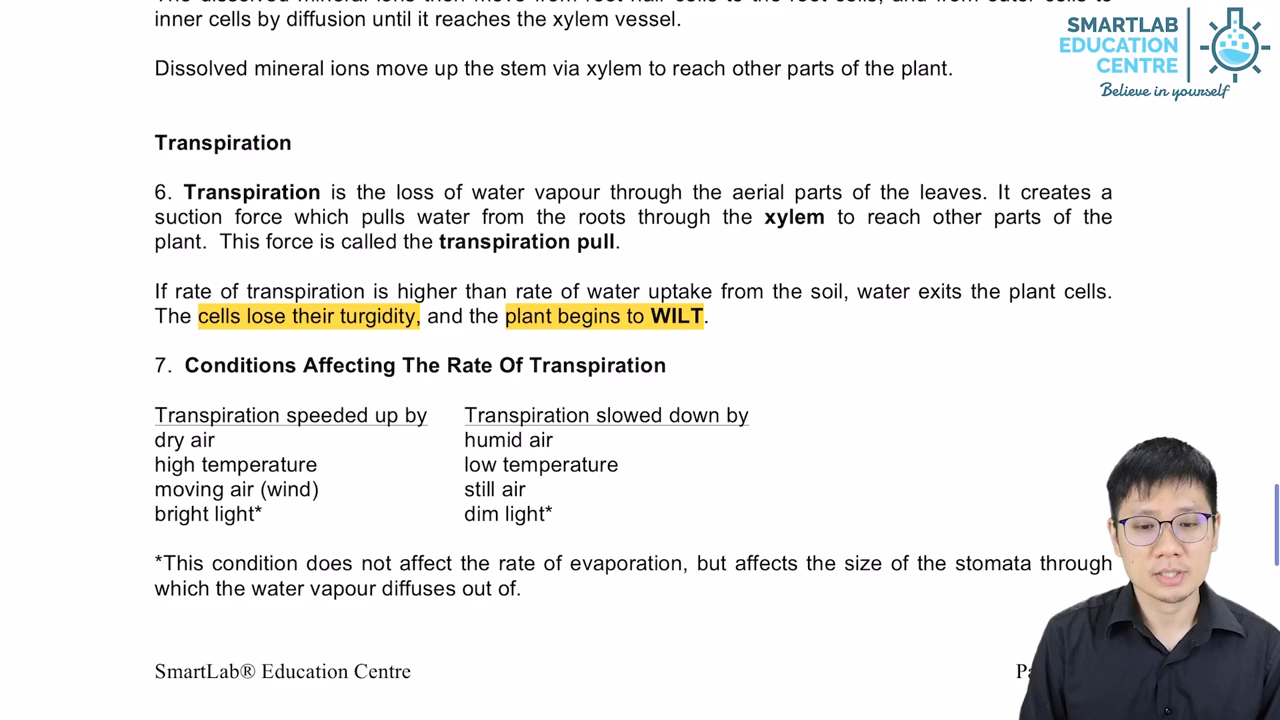 inner cells by diffusion until it reaches the xylem vessel.
Dissolved mineral ions move up the stem via xylem to reach other parts of the plant.
SMARTLAB
EDUCATION
CENTRE
Believe in yourself
Transpiration
6. Transpiration is the loss of water vapour through the aerial parts of the leaves. It creates a
suction force which pulls water from the roots through the xylem to reach other parts of the
plant. This force is called the transpiration pull.
If rate of transpiration is higher than rate of water uptake from the soil, water exits the plant cells.
The cells lose their turgidity, and the plant begins to WILT.
7. Conditions Affecting The Rate Of Transpiration
Transpiration speeded up by Transpiration slowed down by
dry air humid air
high temperature low temperature
moving air (wind) still air
bright light* dim light*
*This condition does not affect the rate of evaporation, but affects the size of the stomata through
which the water vapour diffuses out of.
SmartLab® Education Centre